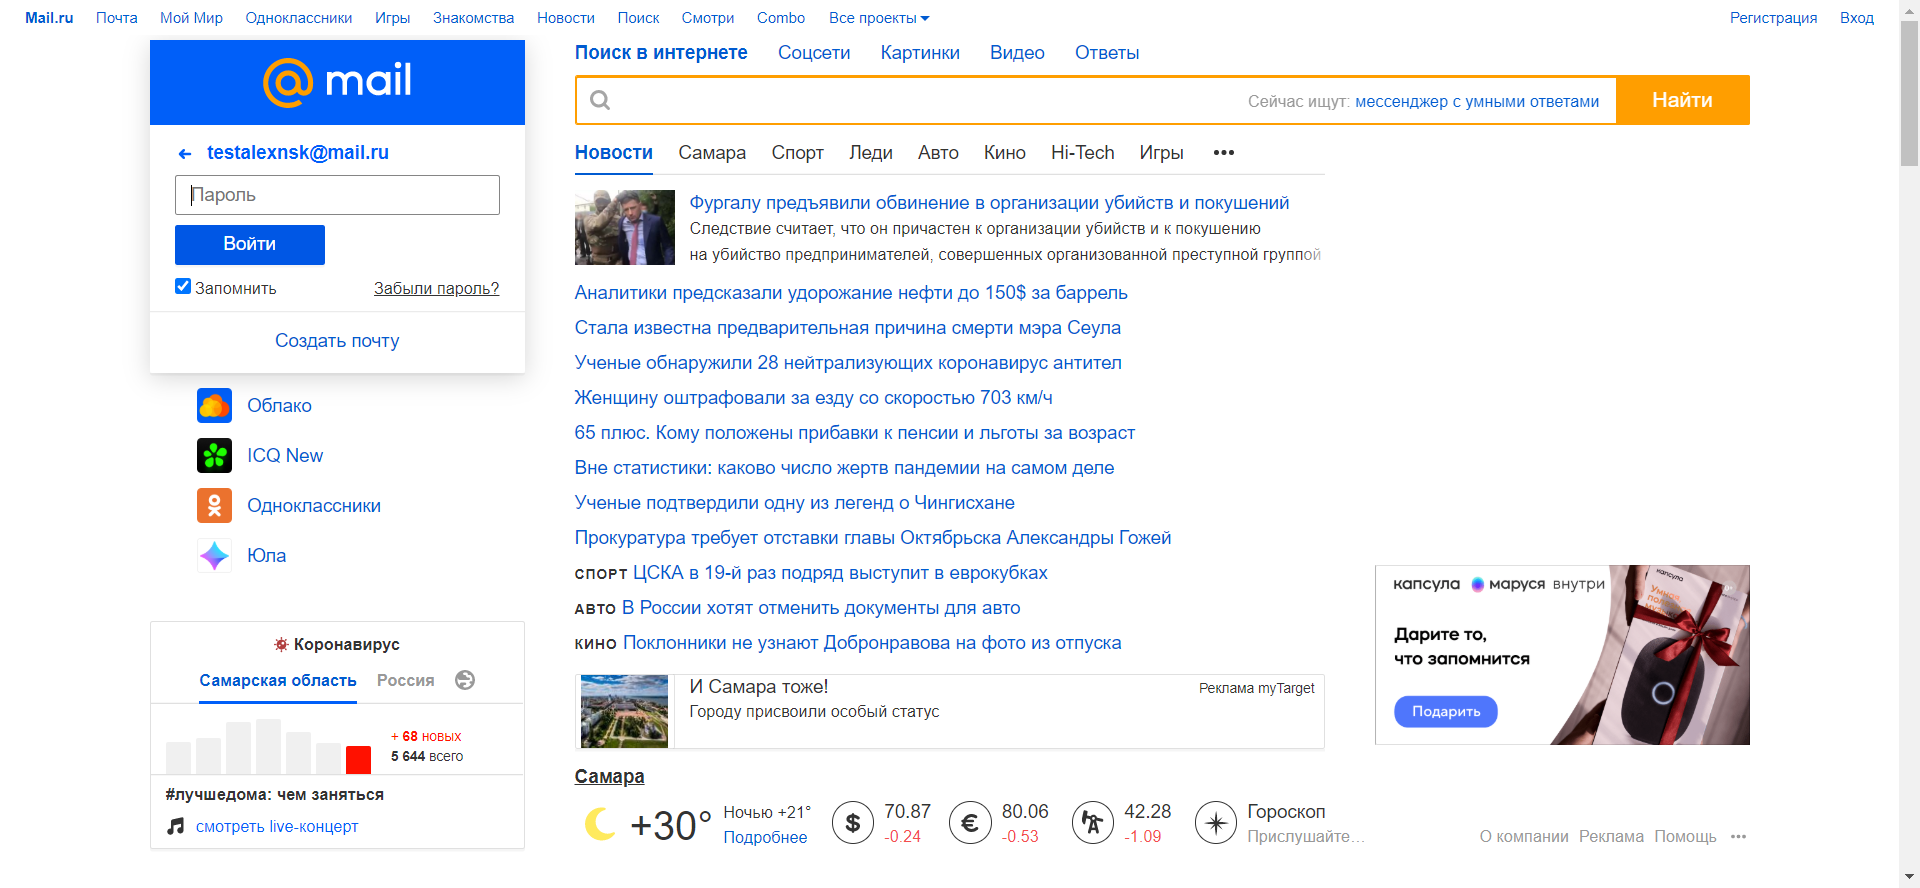 Mail.ru Почта Мой Мир Одноклассники Игры Знакомства Новости Поиск Смотри Combo Все проекты Регистрация Вход
@mail
testalexnsk@mail.ru
Пароль
Войти
Запомнить Забыли пароль?
Создать почту
Облако
ICQ New
Одноклассники
Юла
Коронавирус
Самарская область Россия
+ 68 новых
5 644 всего
#лучшедома: чем заняться
смотреть live-концерт
Поиск в интернете Соцсети Картинки Видео Ответы
Сейчас ищут: мессенджер с умными ответами Найти
Новости Самара Спорт Леди Авто Кино Hi-Tech Игры •••
Фургалу предъявили обвинение в организации убийств и покушений
Следствие считает, что он причастен к организации убийств и к покушению
на убийство предпринимателей, совершенных организованной преступной группой
Аналитики предсказали удорожание нефти до 150$ за баррель
Стала известна предварительная причина смерти мэра Сеула
Ученые обнаружили 28 нейтрализующих коронавирус антител
Женщину оштрафовали за езду со скоростью 703 км/ч
65 плюс. Кому положены прибавки к пенсии и льготы за возраст
Вне статистики: каково число жертв пандемии на самом деле
Ученые подтвердили одну из легенд о Чингисхане
Прокуратура требует отставки главы Октябрьска Александры Гожей
СПОРТ ЦСКА в 19-й раз подряд выступит в еврокубках
АВТО В России хотят отменить документы для авто
КИНО Поклонники не узнают Добронравова на фото из отпуска
И Самара тоже! Реклама myTarget
Городу присвоили особый статус
Самара
+30° Ночью +21° Подробнее
$ 70.87 -0.24
€ 80.06 -0.53
42.28 -1.09
Гороскоп
Прислушайте...
капсула маруся внутри
Дарите то,
что запомнится
Подарить
капсула
О компании Реклама Помощь •••